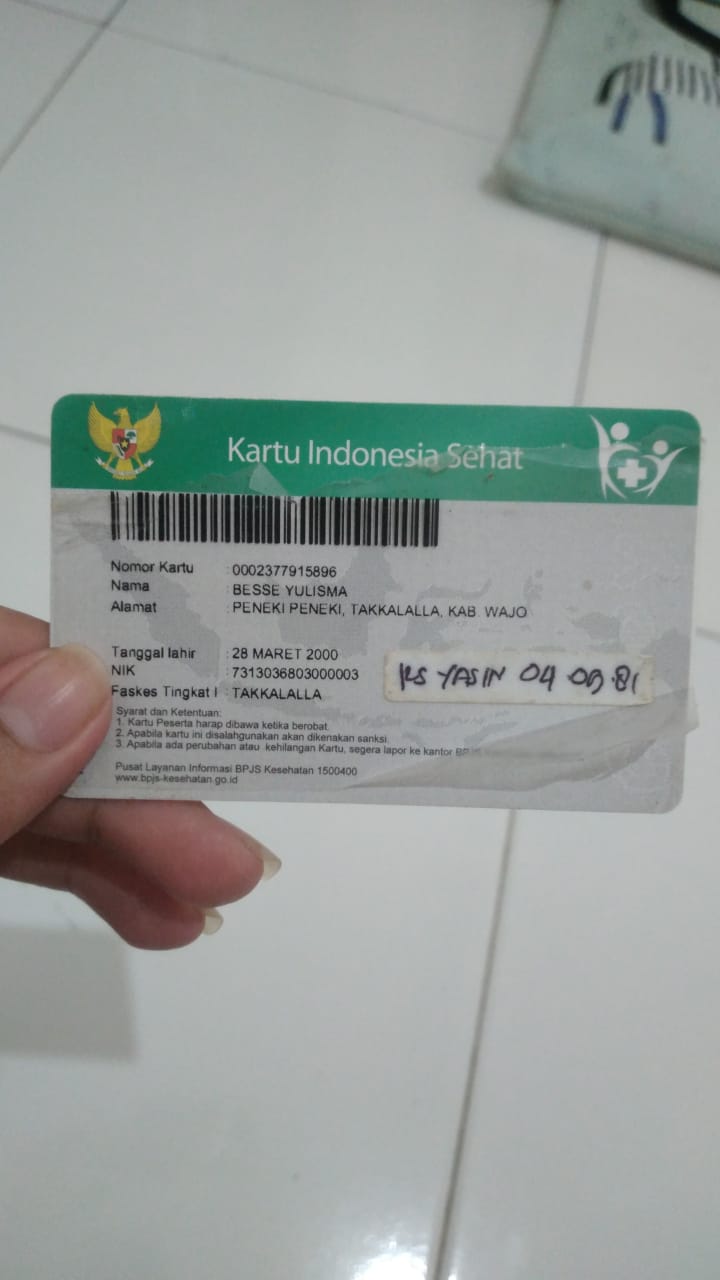 Kartu Indonesia Sehat
Nomor Kartu : 0002377915896
Nama : BESSE YULISMA
Alamat : PENEKI PENEKI, TAKKALALLA, KAB. WAJO
Tanggal lahir : 28 MARET 2000
NIK : 7313036803000003
Faskes Tingkat I : TAKKALALLA
RS YASIN 04 09.81
Syarat dan Ketentuan:
1. Kartu Peserta harap dibawa ketika berobat.
2. Apabila kartu ini disalahgunakan akan dikenakan sanksi.
3. Apabila ada perubahan atau kehilangan Kartu, segera lapor ke kantor BPJS
Pusat Layanan Informasi BPJS Kesehatan 1500400
www.bpjs-kesehatan.go.id